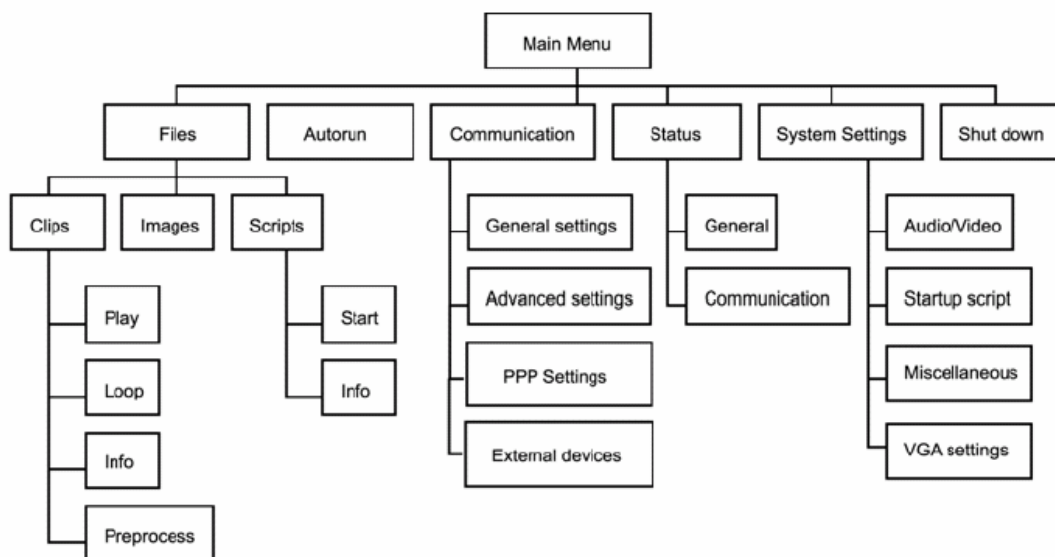 Main Menu
Files
Autorun
Communication
Status
System Settings
Shut down
Clips
Images
Scripts
General settings
General
Audio/Video
Play
Start
Advanced settings
Communication
Startup script
Loop
Info
PPP Settings
Miscellaneous
Info
External devices
VGA settings
Preprocess